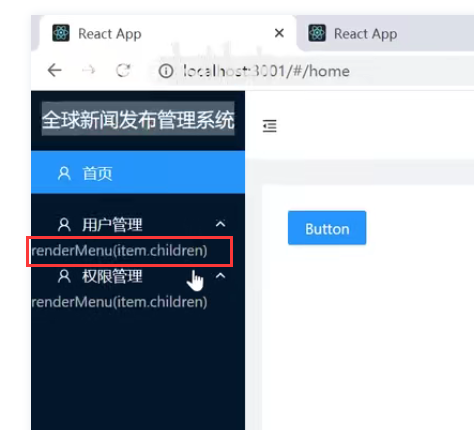 React App
React App
localhost:3001/#/home
全球新闻发布管理系统
首页
用户管理
renderMenu(item.children)
权限管理
renderMenu(item.children)
Button